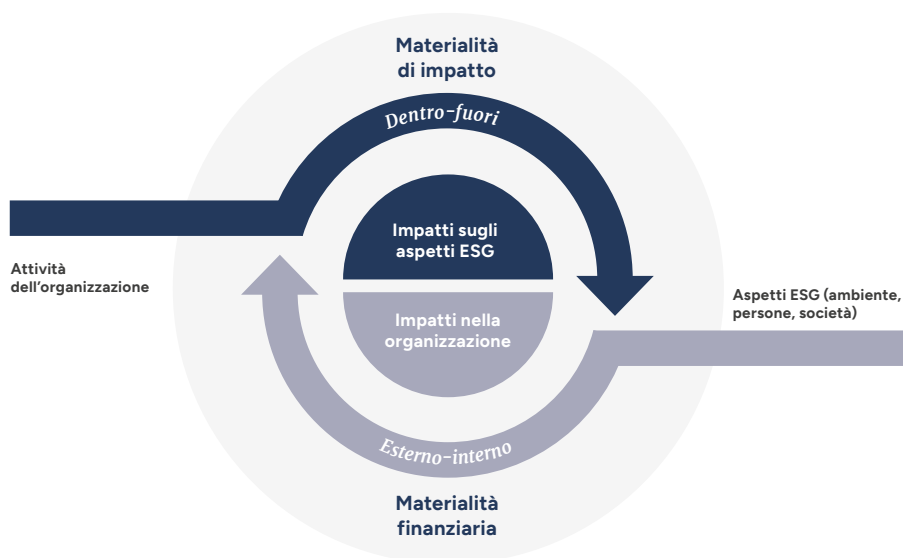 Materialità
di impatto
Dentro-fuori
Impatti sugli
aspetti ESG
Attività
dell'organizzazione
Aspetti ESG (ambiente,
persone, società)
Impatti nella
organizzazione
Esterno-interno
Materialità
finanziaria